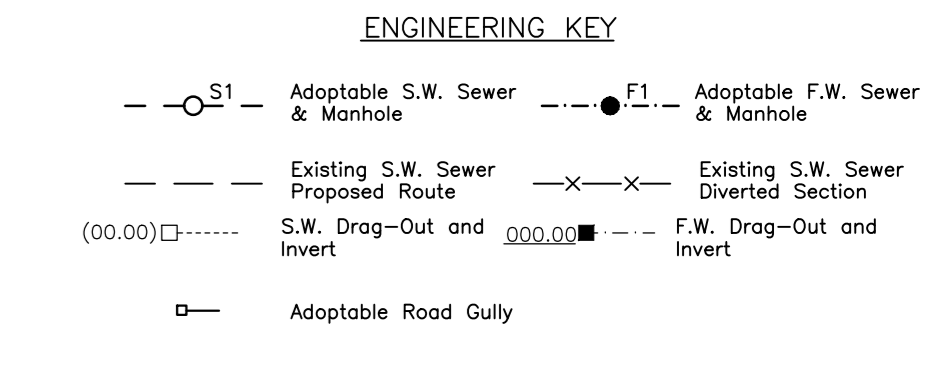 ENGINEERING KEY
S1
Adoptable S.W. Sewer
& Manhole
F1
Adoptable F.W. Sewer
& Manhole
Existing S.W. Sewer
Proposed Route
Existing S.W. Sewer
Diverted Section
(00.00)
S.W. Drag-Out and
Invert
000.00
F.W. Drag-Out and
Invert
Adoptable Road Gully